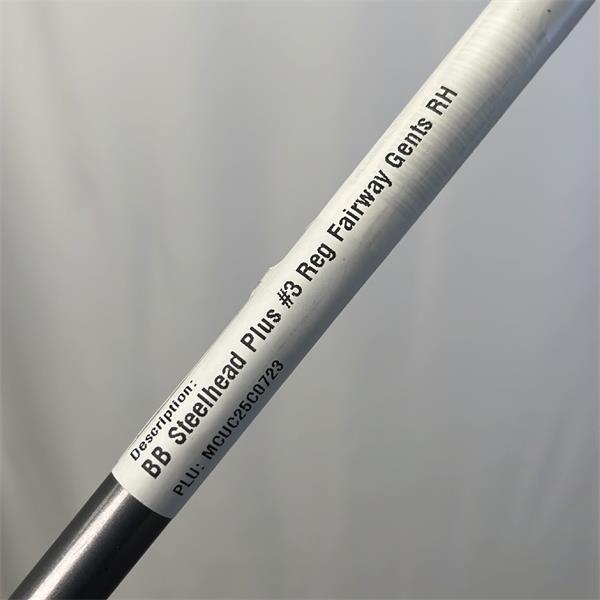 Description:
BB Steelhead Plus #3 Reg Fairway Gents RH
PLU: MCUC25C0723